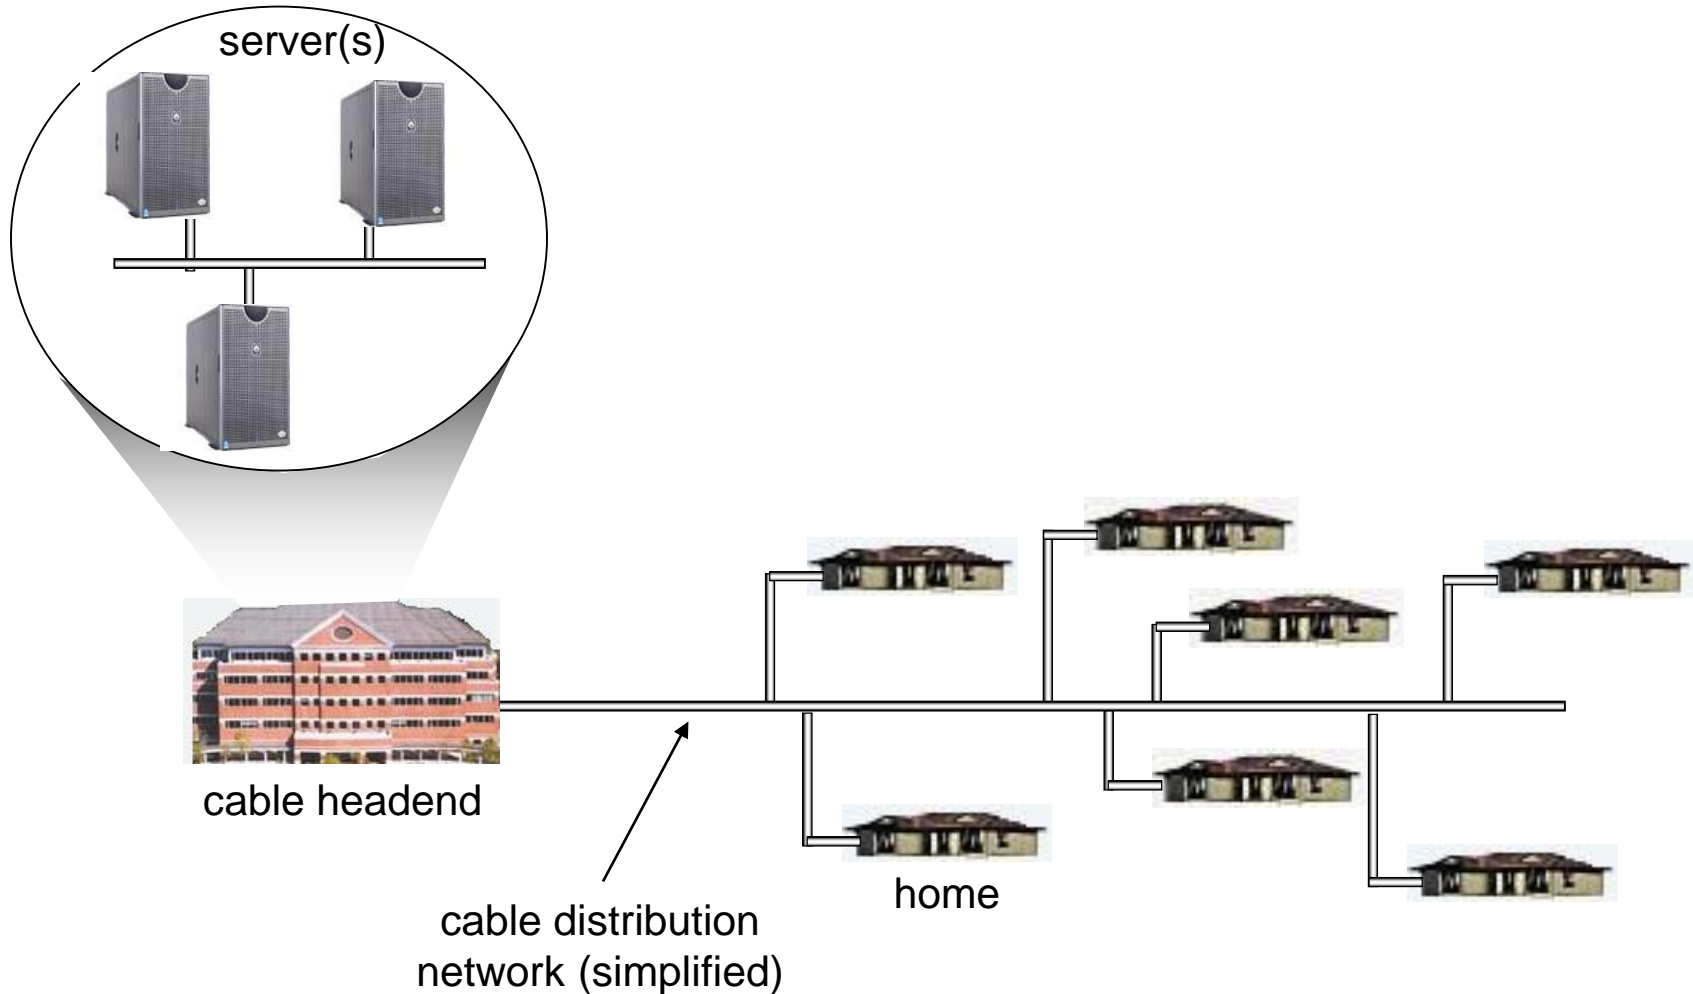 server(s)
cable headend
home
cable distribution
network (simplified)